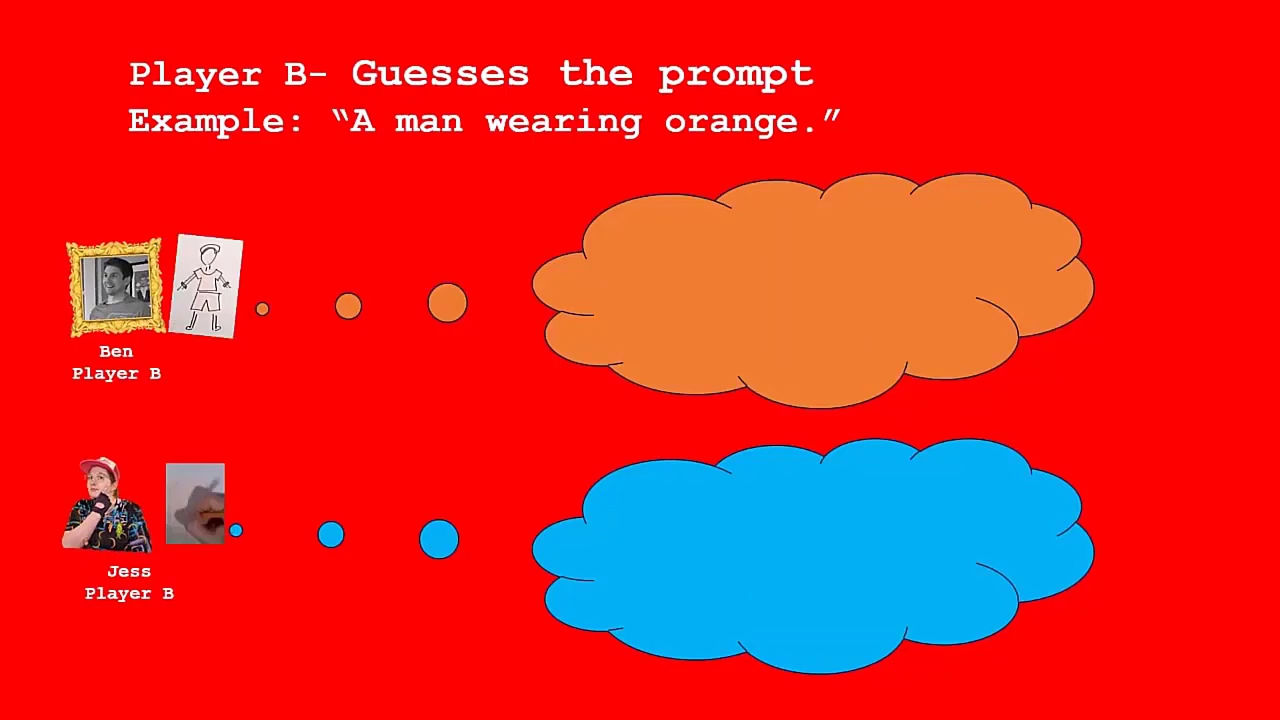 Player B- Guesses the prompt
Example: “A man wearing orange.”
Ben
Player B
Jess
Player B